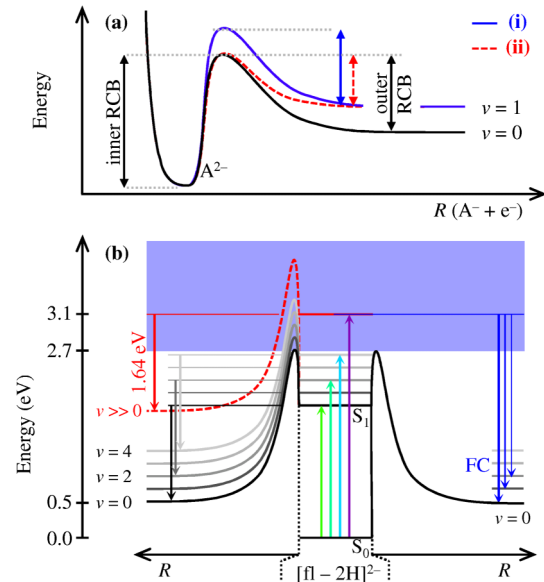 (a)
(i)
(ii)
Energy
inner RCB
A²⁻
outer
RCB
v = 1
v = 0
R (A⁻ + e⁻)
(b)
Energy (eV)
3.1
2.7
0.5
0.0
1.64 eV
v >> 0
v = 4
v = 2
v = 0
S₁
S₀
FC
v = 0
R
[fl – 2H]²⁻
R